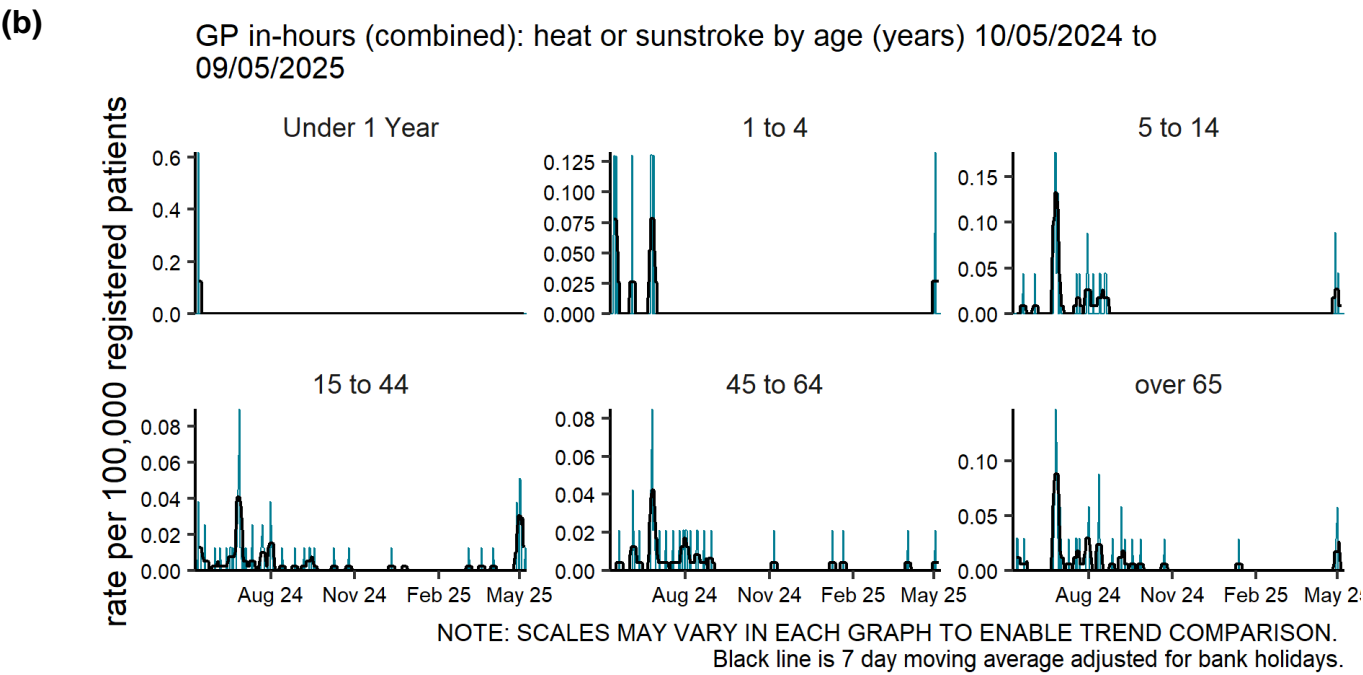 (b)
GP in-hours (combined): heat or sunstroke by age (years) 10/05/2024 to
09/05/2025
rate per 100,000 registered patients
Under 1 Year
1 to 4
5 to 14
0.6
0.4
0.2
0.0
0.125
0.100
0.075
0.050
0.025
0.000
0.15
0.10
0.05
0.00
15 to 44
45 to 64
over 65
0.08
0.06
0.04
0.02
0.00
0.08
0.06
0.04
0.02
0.00
0.10
0.05
0.00
Aug 24 Nov 24 Feb 25 May 25
Aug 24 Nov 24 Feb 25 May 25
Aug 24 Nov 24 Feb 25 May 2
NOTE: SCALES MAY VARY IN EACH GRAPH TO ENABLE TREND COMPARISON.
Black line is 7 day moving average adjusted for bank holidays.